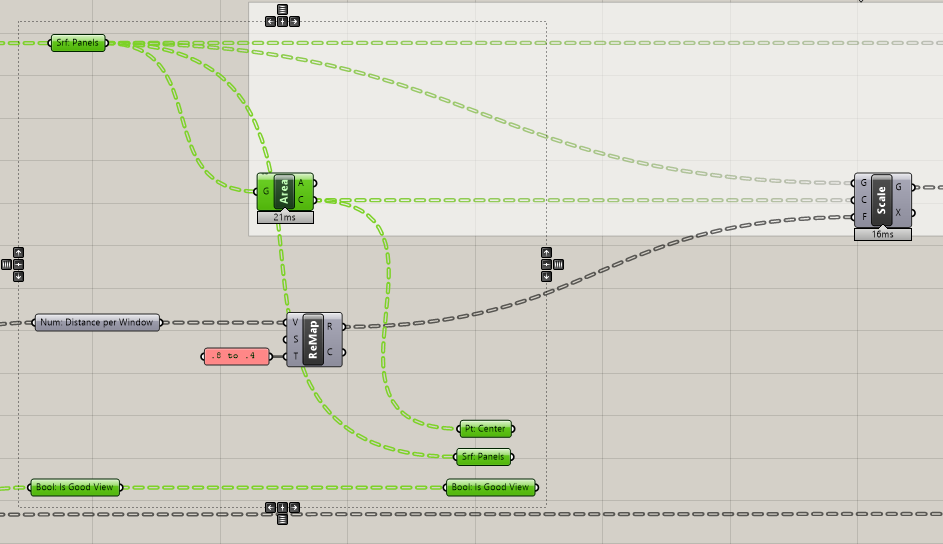 Srf: Panels
G
Area
A
C
21ms
G
C
F
Scale
G
X
16ms
Num: Distance per Window
V
S
T
ReMap
R
C
.8 to .4
Pt: Center
Srf: Panels
Bool: Is Good View
Bool: Is Good View